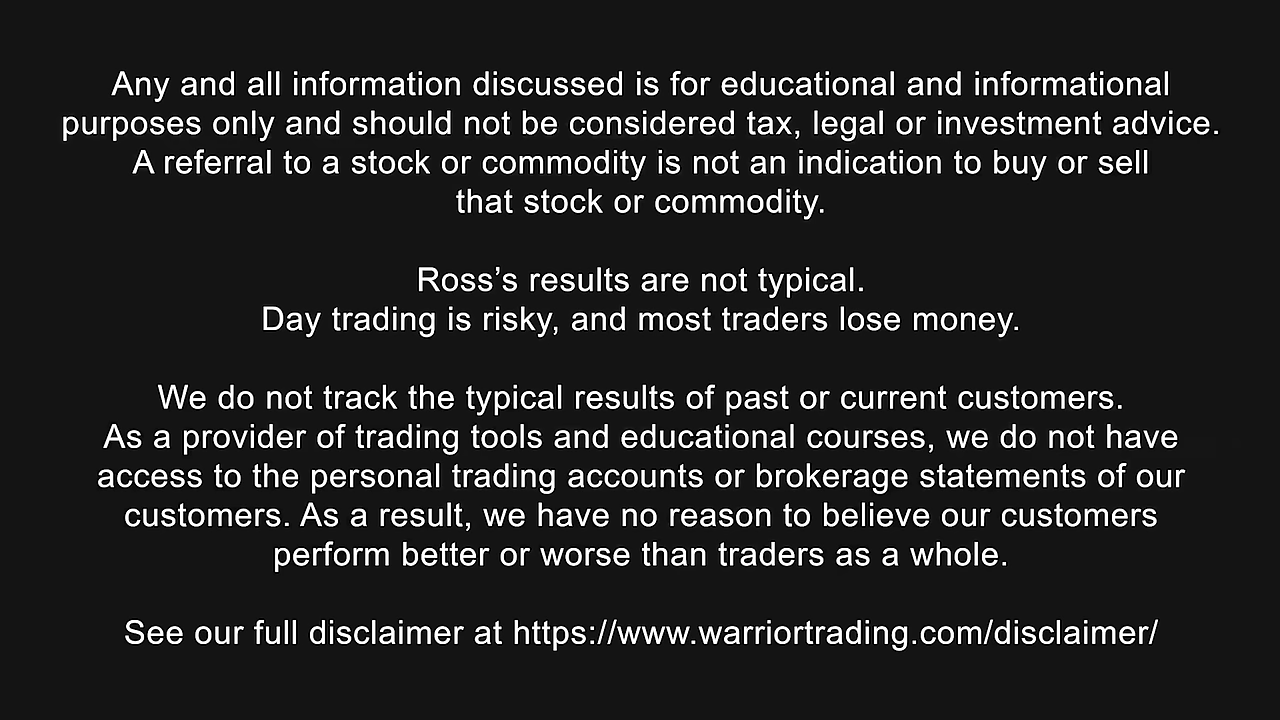 Any and all information discussed is for educational and informational
purposes only and should not be considered tax, legal or investment advice.
A referral to a stock or commodity is not an indication to buy or sell
that stock or commodity.
Ross’s results are not typical.
Day trading is risky, and most traders lose money.
We do not track the typical results of past or current customers.
As a provider of trading tools and educational courses, we do not have
access to the personal trading accounts or brokerage statements of our
customers. As a result, we have no reason to believe our customers
perform better or worse than traders as a whole.
See our full disclaimer at https://www.warriortrading.com/disclaimer/